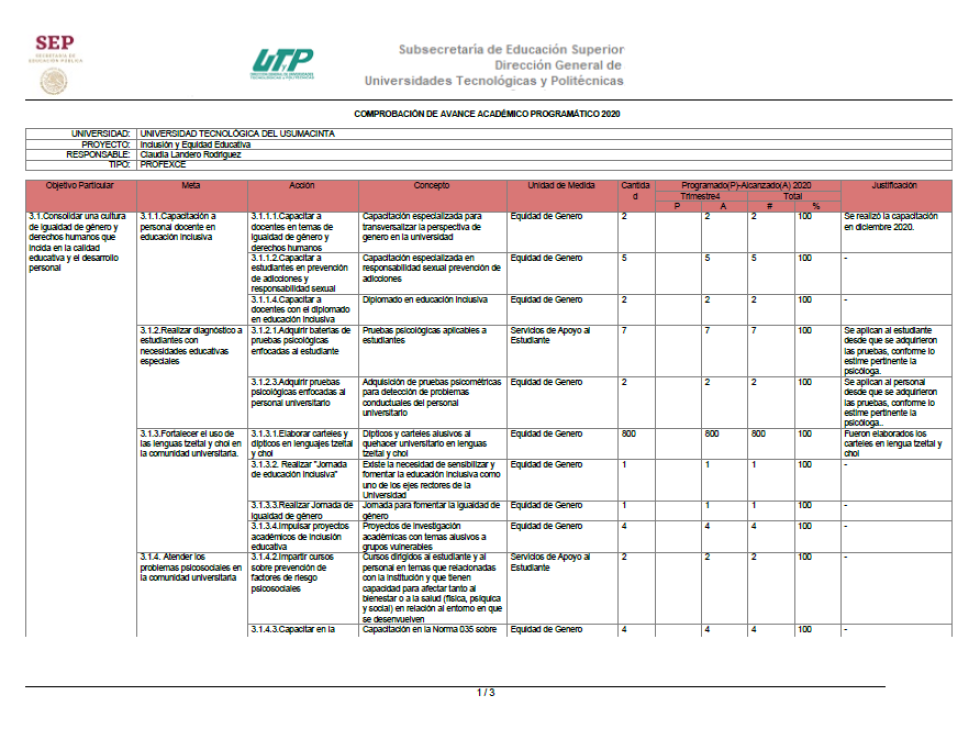 SEP
SECRETARÍA DE
EDUCACIÓN PÚBLICA
UTyP
Subsecretaría de Educación Superior
Dirección General de
Universidades Tecnológicas y Politécnicas
COMPROBACIÓN DE AVANCE ACADÉMICO PROGRAMÁTICO 2020
UNIVERSIDAD: UNIVERSIDAD TECNOLÓGICA DEL USUMACINTA
PROYECTO: Inclusión y Equidad Educativa
RESPONSABLE: Claudia Landero Rodríguez
TIPO: PROFEXCE
Objetivo Particular Meta Acción Concepto Unidad de Medida Cantida Programado(P)-Alcanzado(A) 2020 Justificación
d Trimestre4 Total
P A # %
3.1.Consolidar una cultura 3.1.1.Capacitación a 3.1.1.1.Capacitar a Capacitación especializada para Equidad de Genero 2 2 2 100 Se realizó la capacitación
de igualdad de género y personal docente en docentes en temas de transversalizar la perspectiva de en diciembre 2020.
derechos humanos que educación inclusiva igualdad de género y genero en la universidad
incida en la calidad derechos humanos
educativa y el desarrollo 3.1.1.2.Capacitar a Capacitación especializada en Equidad de Genero 5 5 5 100 -
personal estudiantes en prevención responsabilidad sexual prevención de
de adicciones y adicciones
responsabilidad sexual
3.1.1.4.Capacitar a Diplomado en educación inclusiva Equidad de Genero 2 2 2 100 -
docentes con el diplomado
en educación inclusiva
3.1.2.Realizar diagnóstico a 3.1.2.1.Adquirir baterías de Pruebas psicológicas aplicables a Servicios de Apoyo al 7 7 7 100 Se aplican al estudiante
estudiantes con pruebas psicológicas estudiantes Estudiante desde que se adquirieron
necesidades educativas enfocadas al estudiante las pruebas, conforme lo
especiales estime pertinente la
psicóloga.
3.1.2.3.Adquirir pruebas Adquisición de pruebas psicométricas Equidad de Genero 2 2 2 100 Se aplican al personal
psicológicas enfocadas al para detección de problemas desde que se adquirieron
personal universitario conductuales del personal las pruebas, conforme lo
universitario estime pertinente la
psicóloga..
3.1.3.Fortalecer el uso de 3.1.3.1.Elaborar carteles y Dípticos y carteles alusivos al Equidad de Genero 800 800 800 100 Fueron elaborados los
las lenguas tzeltal y chol en dípticos en lenguajes tzeltal quehacer universitario en lenguas carteles en lengua tzeltal y
la comunidad universitaria. y chol tzeltal y chol chol
3.1.3.2. Realizar "Jornada Existe la necesidad de sensibilizar y Equidad de Genero 1 1 1 100 -
de educación inclusiva" fomentar la educación inclusiva como
uno de los ejes rectores de la
Universidad
3.1.3.3.Realizar Jornada de Jornada para fomentar la igualdad de Equidad de Genero 1 1 1 100 -
igualdad de género género
3.1.3.4.Impulsar proyectos Proyectos de investigación Equidad de Genero 4 4 4 100 -
académicos de inclusión académicas con temas alusivos a
educativa grupos vulnerables
3.1.4. Atender los 3.1.4.2.Impartir cursos Cursos dirigidos al estudiante y al Servicios de Apoyo al 2 2 2 100 -
problemas psicosociales en sobre prevención de personal en temas que relacionadas Estudiante
la comunidad universitaria factores de riesgo con la institución y que tienen
psicosociales capacidad para afectar tanto al
bienestar o a la salud (física, psíquica
y social) en relación al entorno en que
se desenvuelven
3.1.4.3.Capacitar en la Capacitación en la Norma 035 sobre Equidad de Genero 4 4 4 100 -
1 / 3